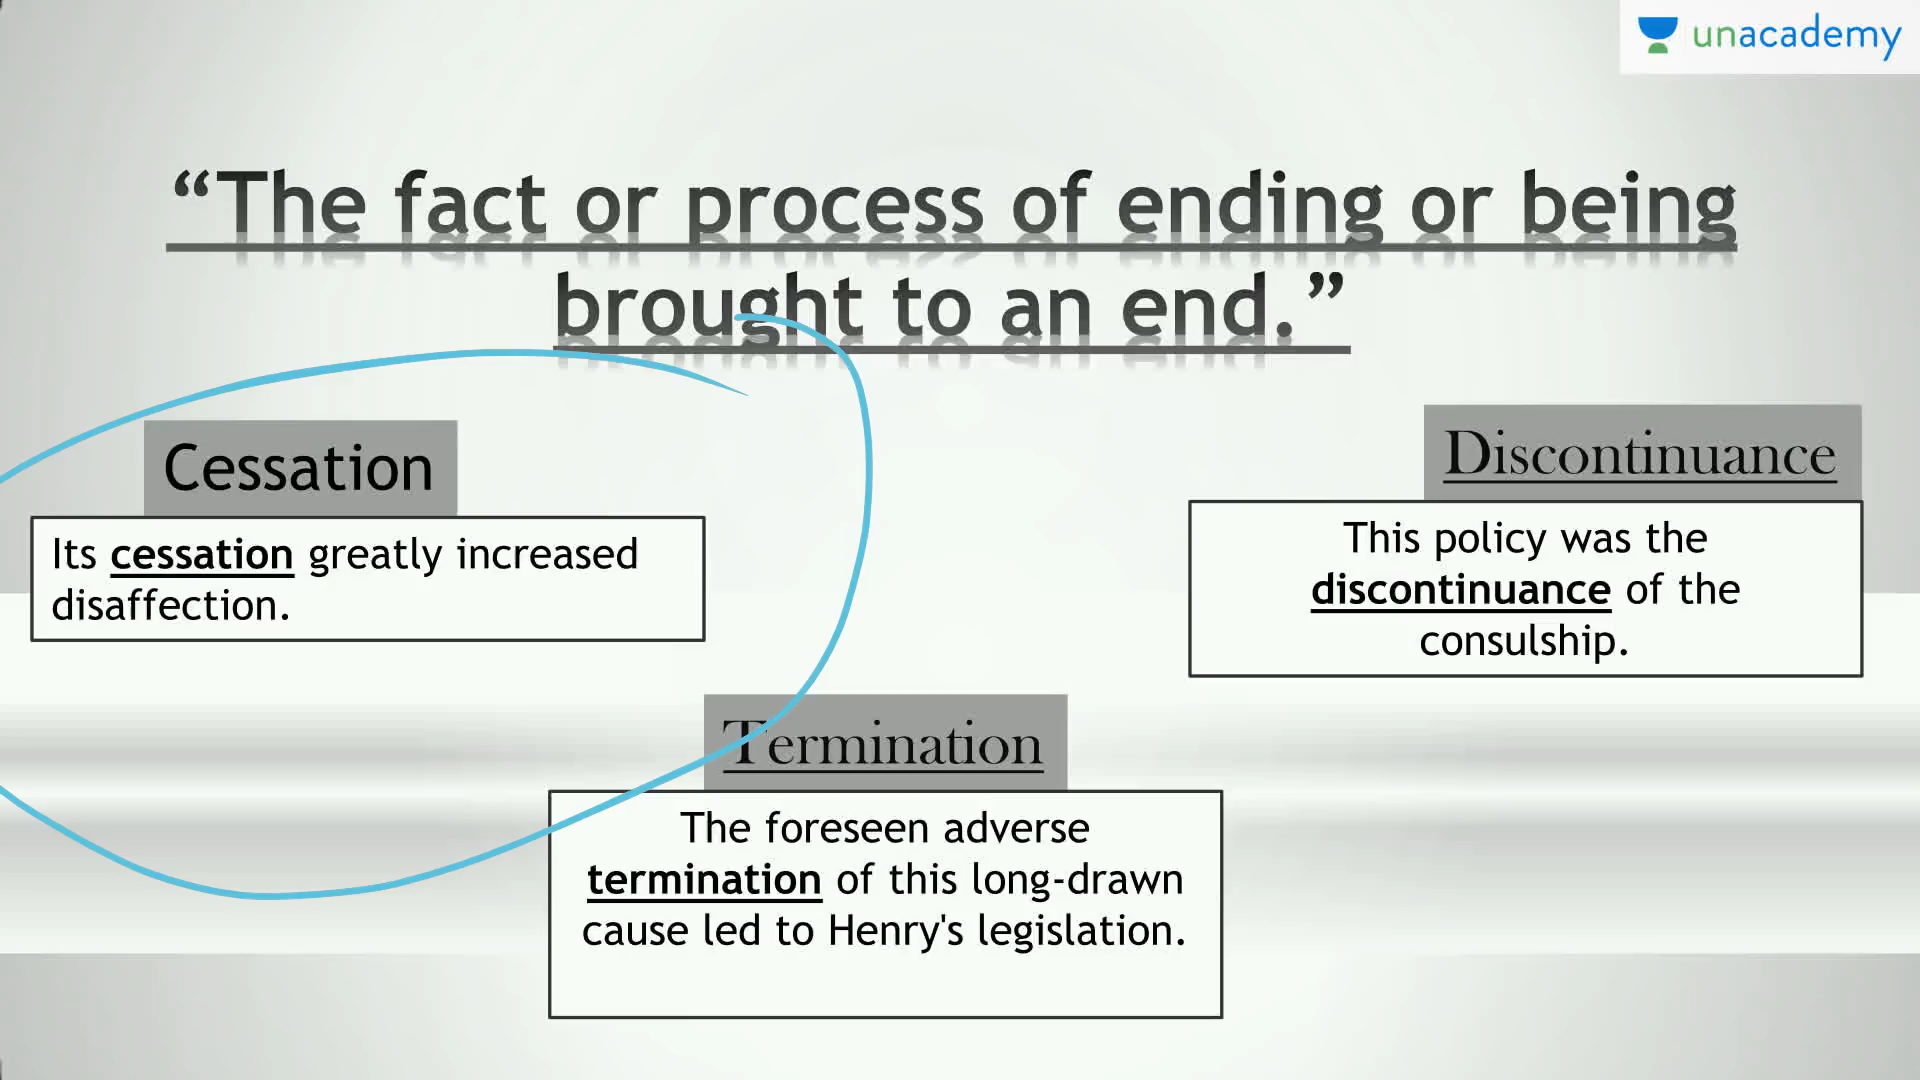 unacademy
“The fact or process of ending or being
brought to an end.”
Cessation
Its cessation greatly increased
disaffection.
Discontinuance
This policy was the
discontinuance of the
consulship.
Termination
The foreseen adverse
termination of this long-drawn
cause led to Henry's legislation.